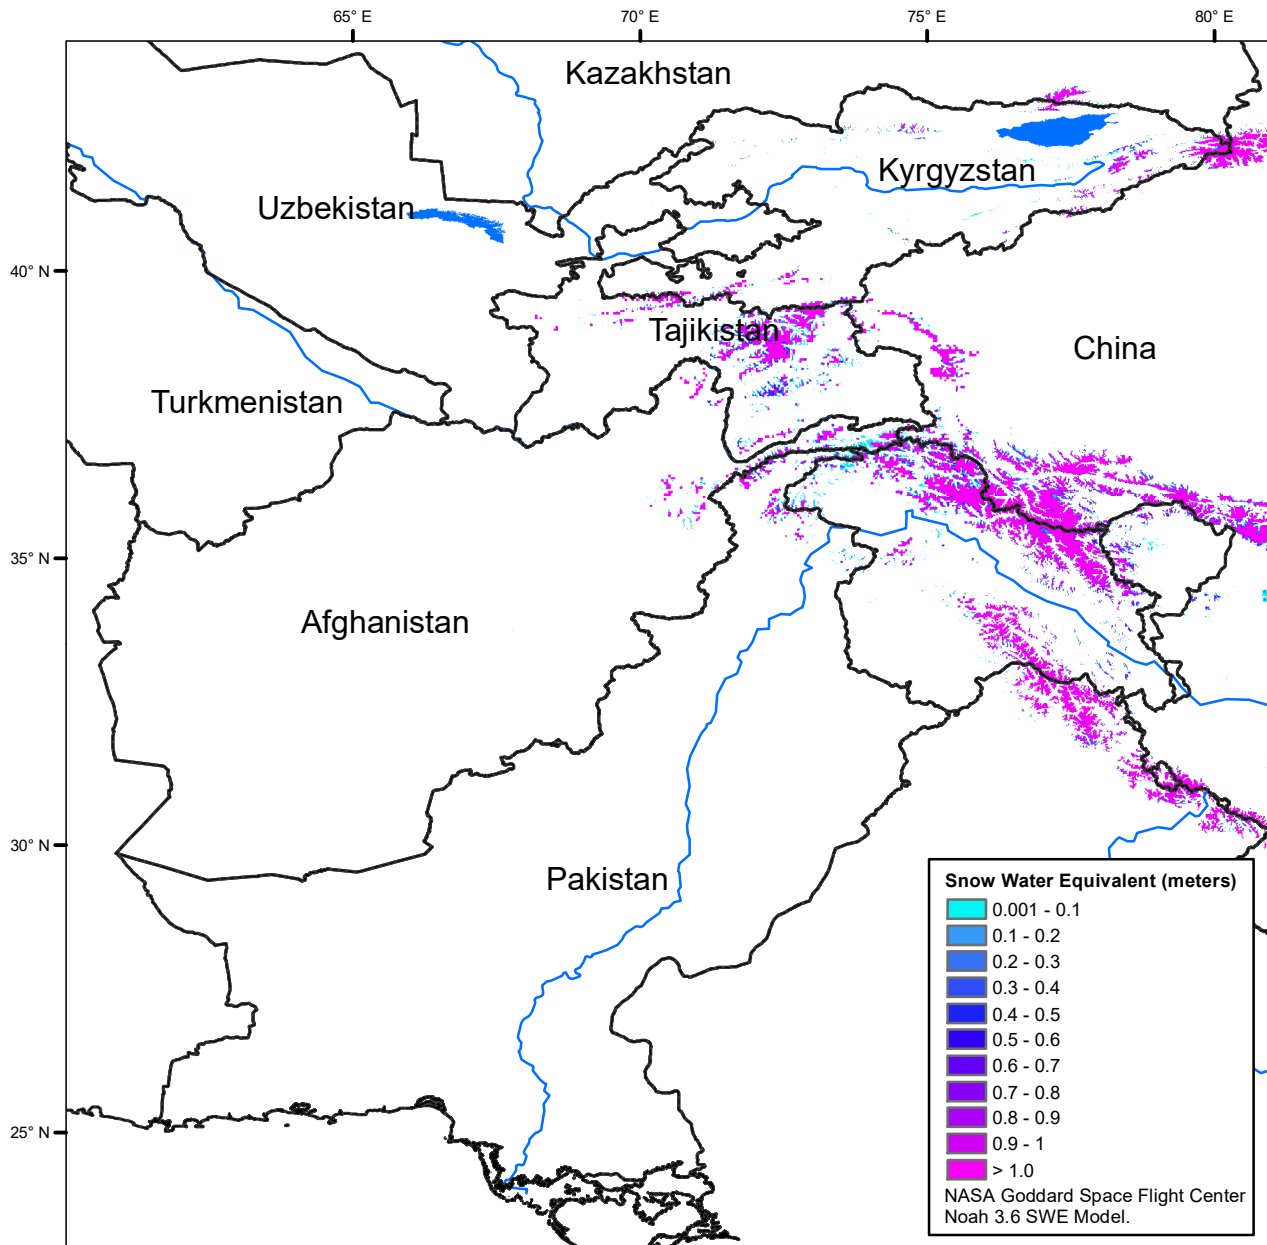 65° E
70° E
75° E
80° E
Kazakhstan
Kyrgyzstan
Uzbekistan
40° N
Tajikistan
China
Turkmenistan
35° N
Afghanistan
30° N
Pakistan
25° N
Snow Water Equivalent (meters)
0.001 - 0.1
0.1 - 0.2
0.2 - 0.3
0.3 - 0.4
0.4 - 0.5
0.5 - 0.6
0.6 - 0.7
0.7 - 0.8
0.8 - 0.9
0.9 - 1
> 1.0
NASA Goddard Space Flight Center
Noah 3.6 SWE Model.